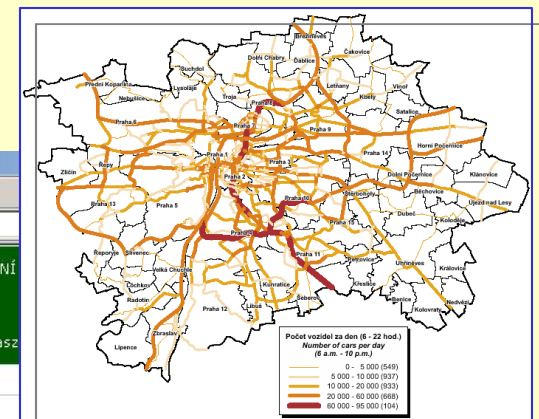 Březiněves
Čakovice
Dolní Chabry
Ďáblice
Suchdol
Letňany
Vinoř
Přední Kopanina
Lysolaje
Troja
Kbely
Nebušice
Praha 8
Satalice
Praha 6
Praha 7
Praha 9
Horní Počernice
Praha 1
Praha 14
Řepy
Praha 3
Klánovice
Zličín
Praha 2
Dolní Počernice
Běchovice
Štěrboholy
Praha 13
Praha 5
Praha 10
Újezd nad Lesy
Dubeč
Koloděje
Praha 15
Praha 4
NÍ
Řeporyje
Slivenec
Praha 11
Petrovice
Uhříněves
Velká Chuchle
Královice
Lochkov
Kunratice
Křeslice
Šeberov
Radotín
Benice
Nedvězí
Praha 12
Libuš
Kolovraty
Zbraslav
Lipence
asz
Počet vozidel za den (6 - 22 hod.)
Number of cars per day
(6 a.m. - 10 p.m.)
0 - 5 000 (549)
5 000 - 10 000 (937)
10 000 - 20 000 (933)
20 000 - 60 000 (668)
60 000 - 95 000 (104)